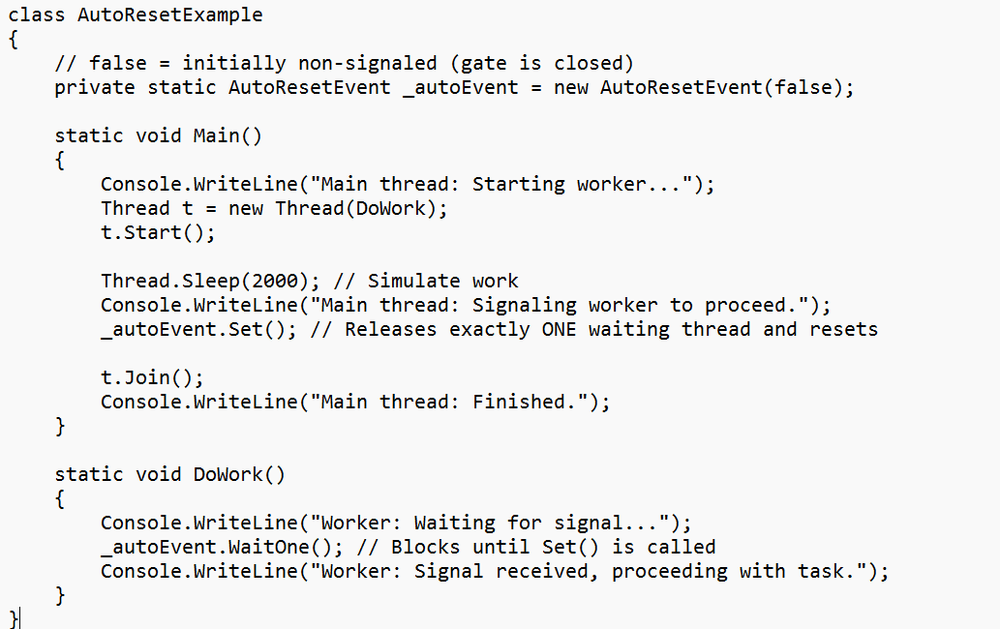 class AutoResetExample
{
    // false = initially non-signaled (gate is closed)
    private static AutoResetEvent _autoEvent = new AutoResetEvent(false);

    static void Main()
    {
        Console.WriteLine("Main thread: Starting worker...");
        Thread t = new Thread(DoWork);
        t.Start();

        Thread.Sleep(2000); // Simulate work
        Console.WriteLine("Main thread: Signaling worker to proceed.");
        _autoEvent.Set(); // Releases exactly ONE waiting thread and resets

        t.Join();
        Console.WriteLine("Main thread: Finished.");
    }

    static void DoWork()
    {
        Console.WriteLine("Worker: Waiting for signal...");
        _autoEvent.WaitOne(); // Blocks until Set() is called
        Console.WriteLine("Worker: Signal received, proceeding with task.");
    }
}